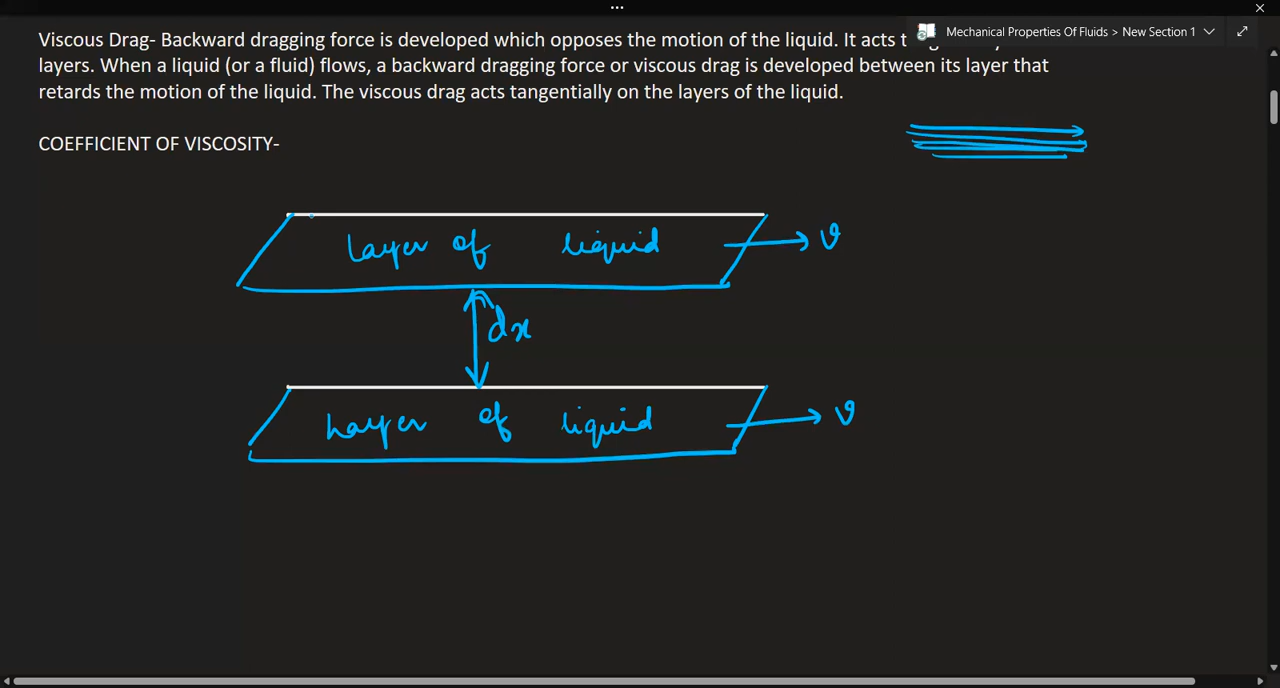 Mechanical Properties Of Fluids > New Section 1
Viscous Drag- Backward dragging force is developed which opposes the motion of the liquid. It acts
layers. When a liquid (or a fluid) flows, a backward dragging force or viscous drag is developed between its layer that
retards the motion of the liquid. The viscous drag acts tangentially on the layers of the liquid.
COEFFICIENT OF VISCOSITY-
Layer of liquid v
dx
Layer of liquid v